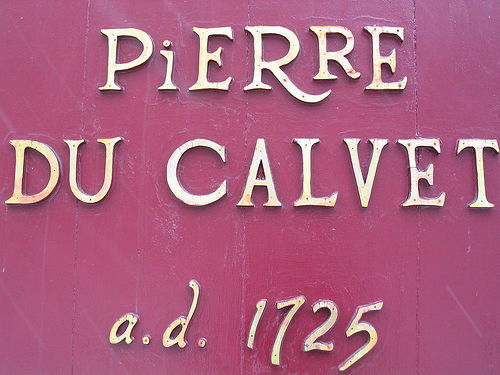 PiERRE
DU CALVET
a.d. 1725